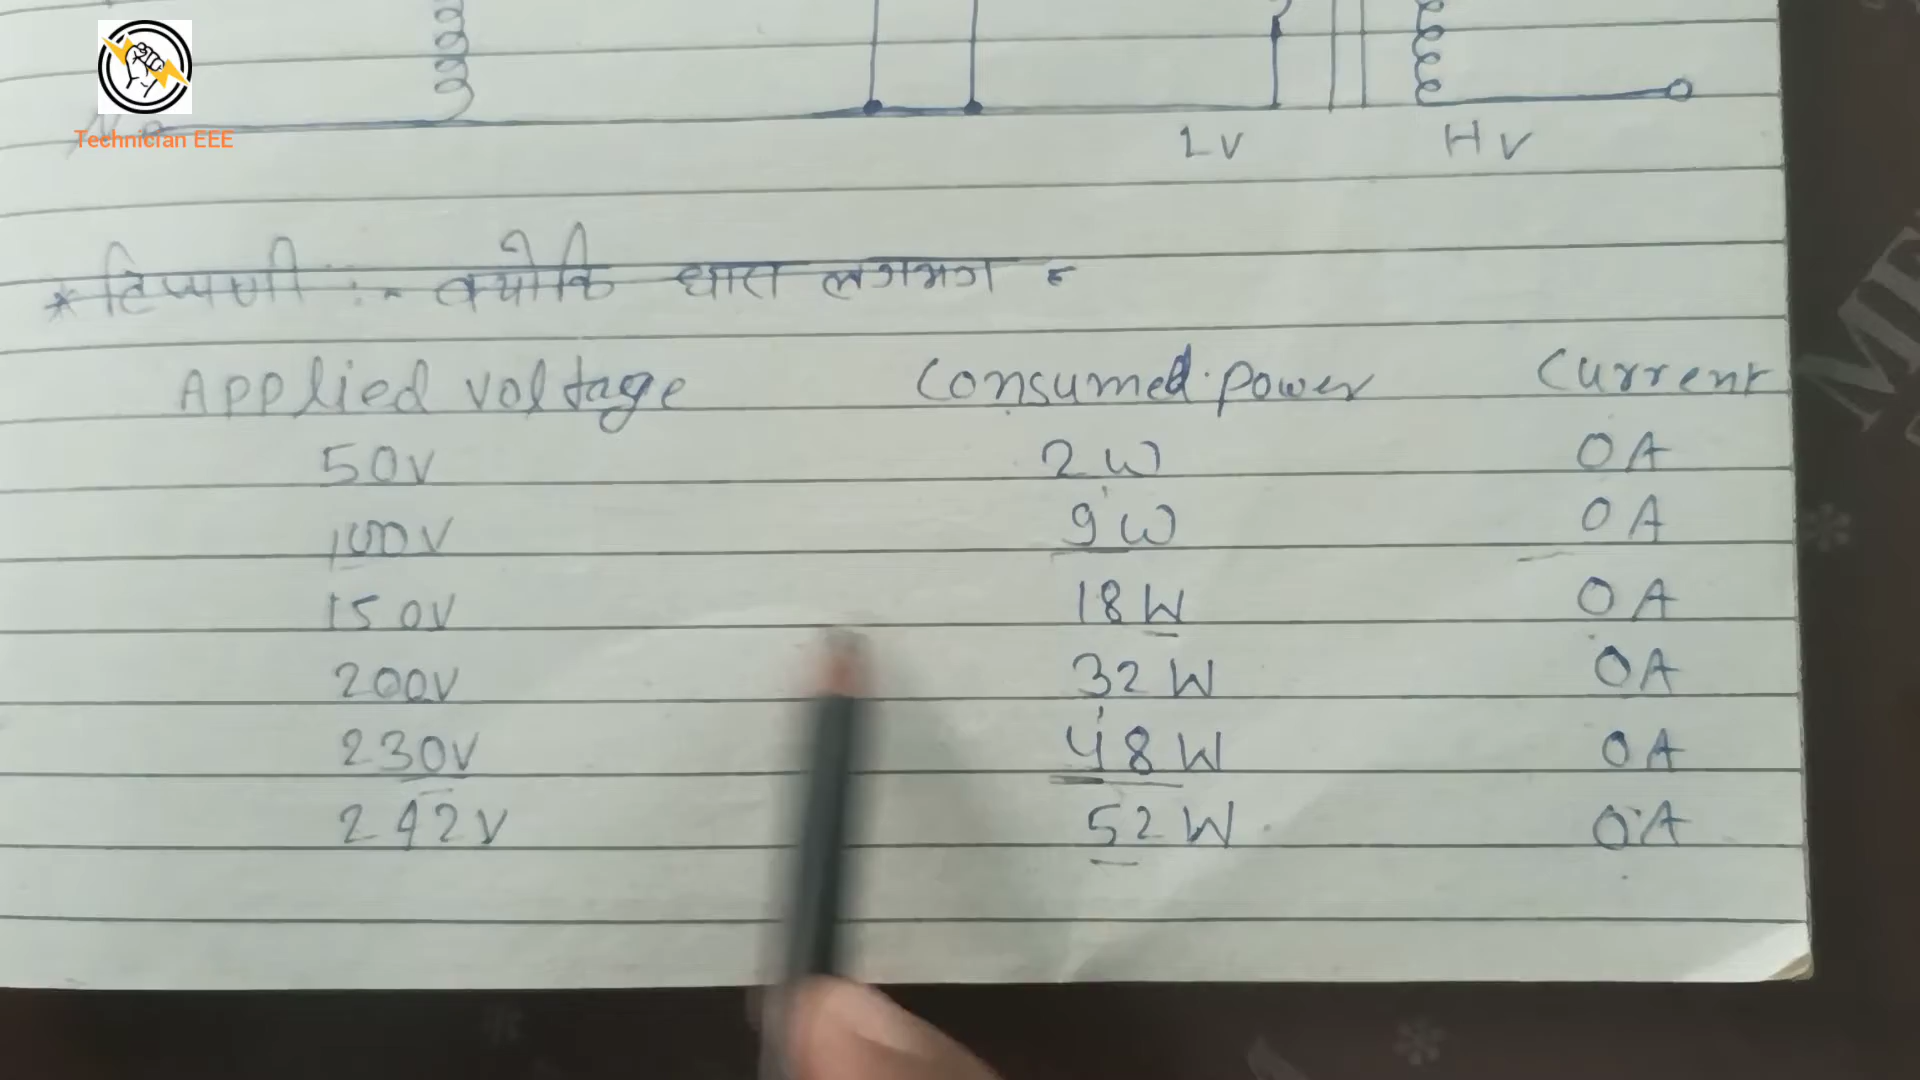 Technician EEE
LV HV
* टिप्पणी :- क्योकि धारा लगभग
Applied voltage Consumed power Current
50V 2W 0A
100V 9W 0A
150V 18W 0A
200V 32W 0A
230V 48W 0A
242V 52W 0A